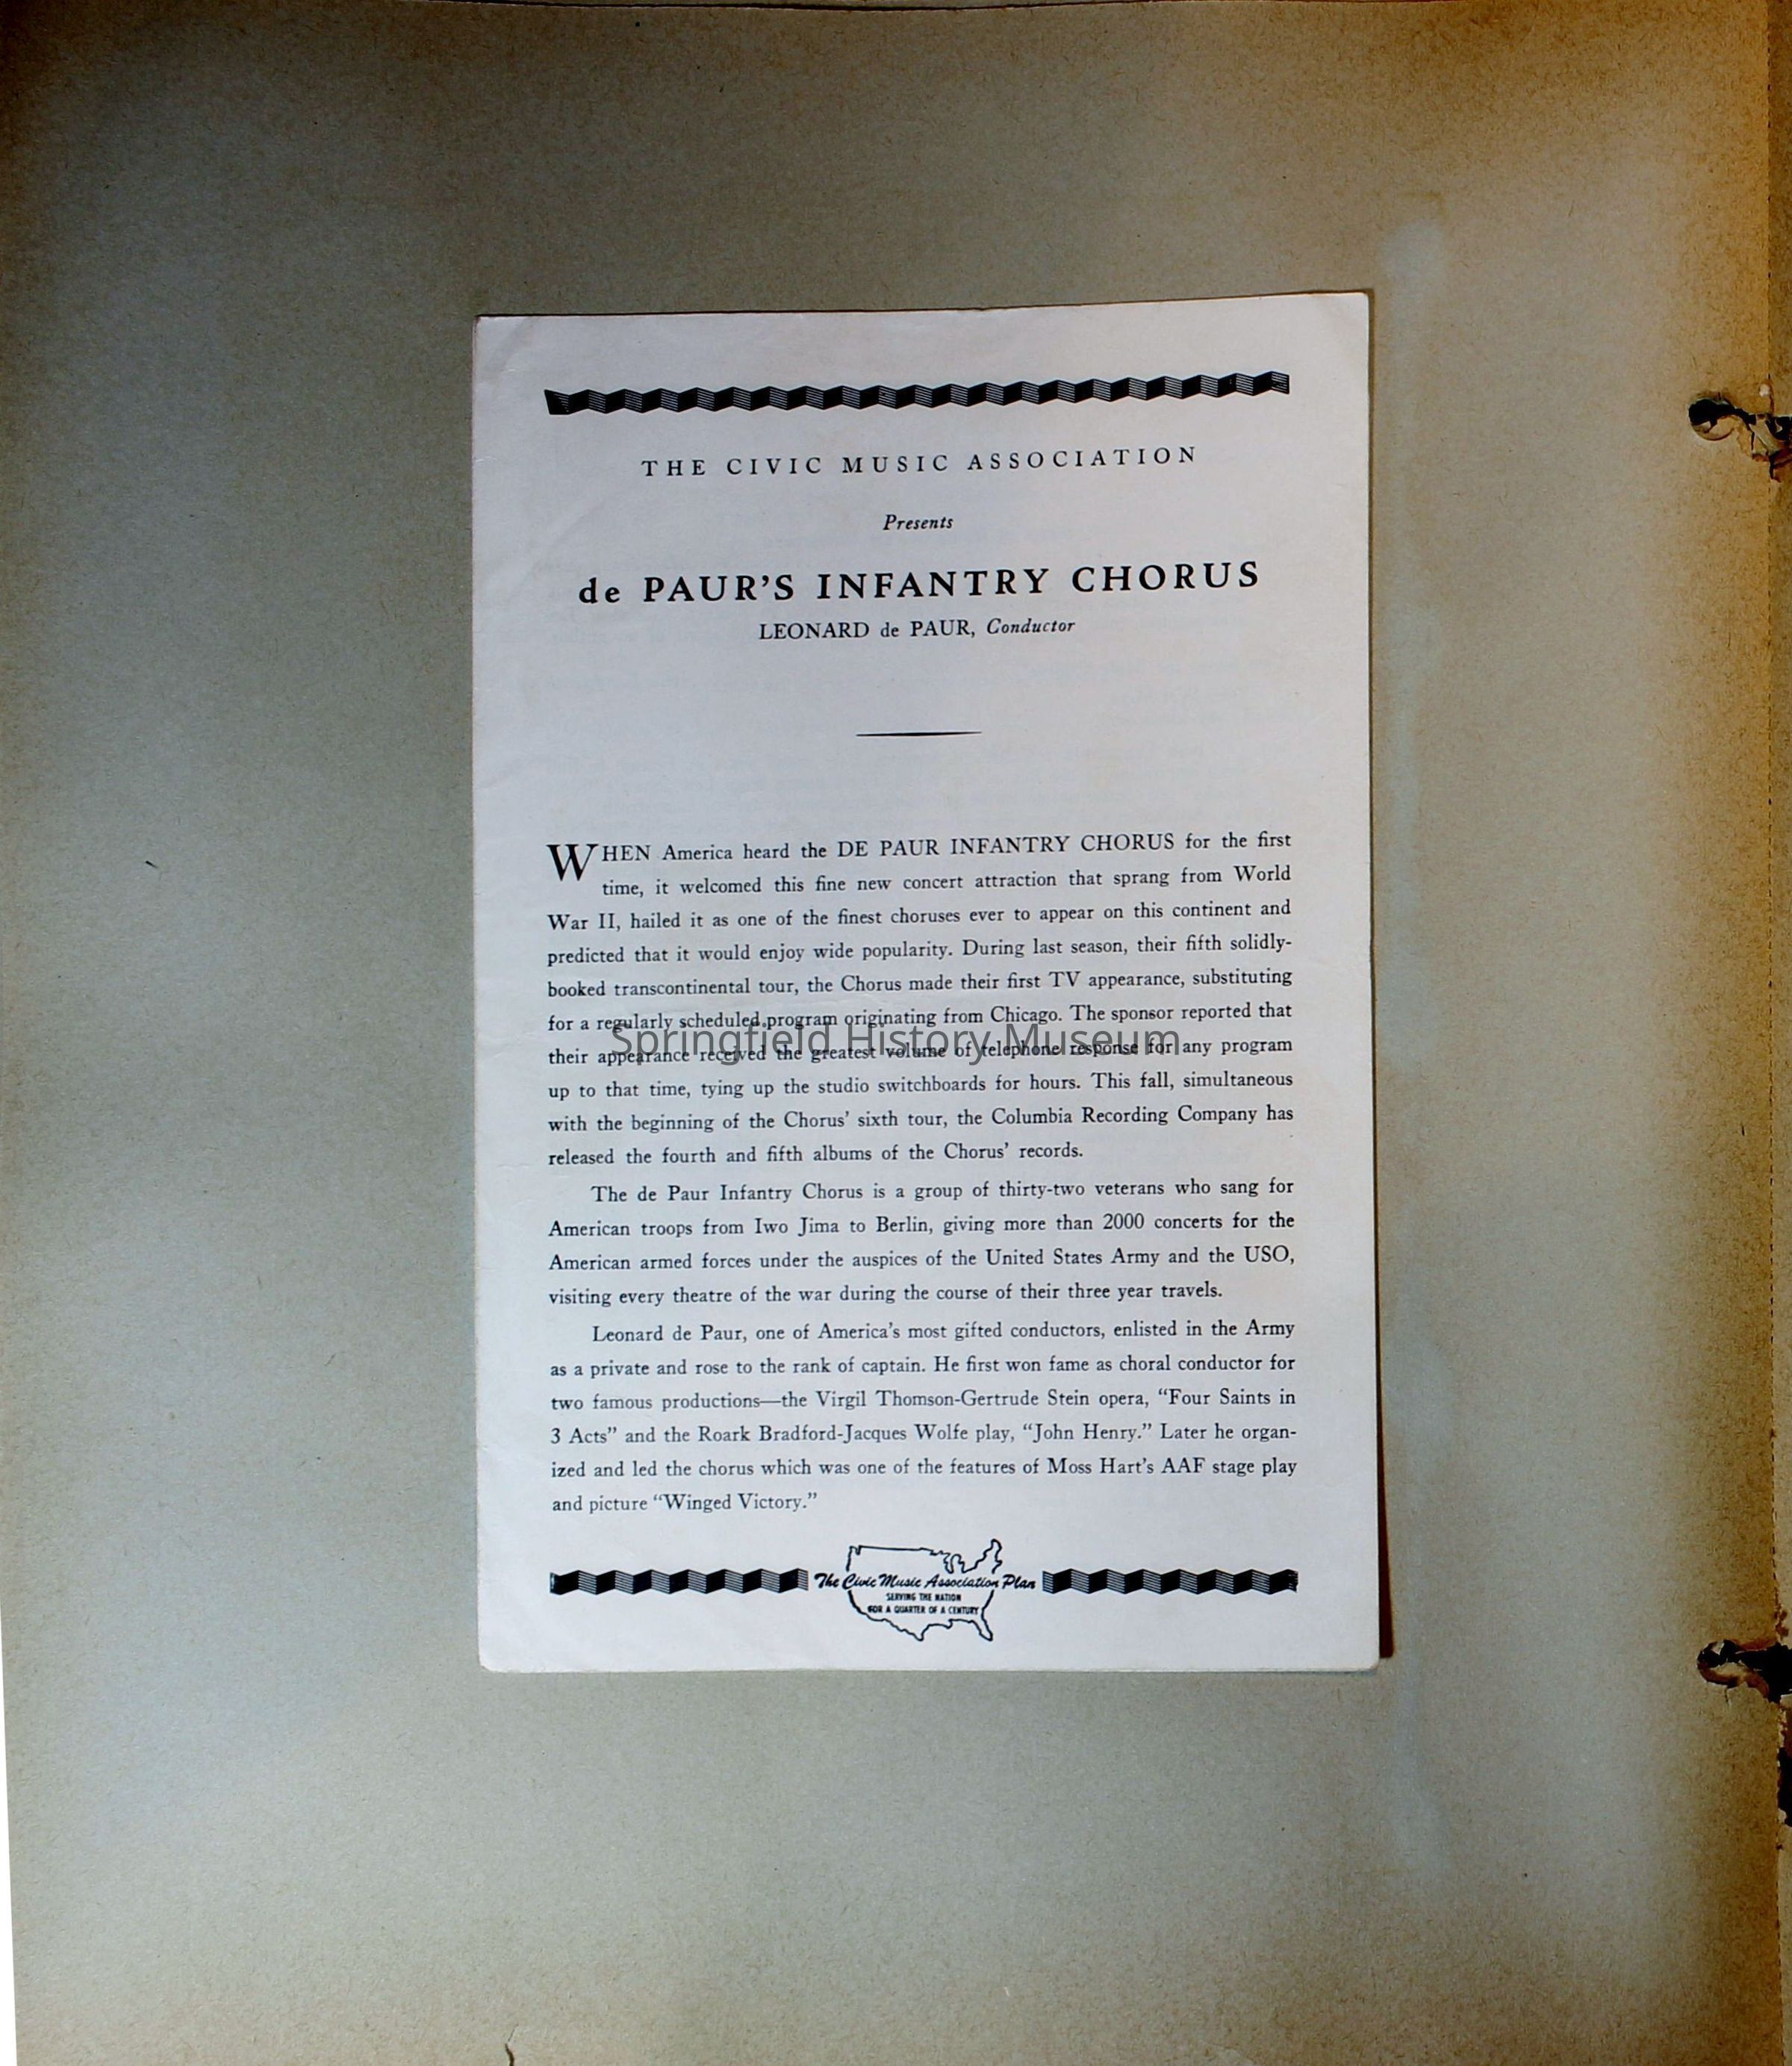 THE CIVIC MUSIC ASSOCIATION
Presents
de PAUR'S INFANTRY CHORUS
LEONARD de PAUR, Conductor
WHEN America heard the DE PAUR INFANTRY CHORUS for the first
time, it welcomed this fine new concert attraction that sprang from World
War II, hailed it as one of the finest choruses ever to appear on this continent and
predicted that it would enjoy wide popularity. During last season, their fifth solidly-
booked transcontinental tour, the Chorus made their first TV appearance, substituting
for a regularly scheduled program originating from Chicago. The sponsor reported that
Springfield History Museum
their appearance received the greatest volume of telephone response for any program
up to that time, tying up the studio switchboards for hours. This fall, simultaneous
with the beginning of the Chorus' sixth tour, the Columbia Recording Company has
released the fourth and fifth albums of the Chorus' records.
The de Paur Infantry Chorus is a group of thirty-two veterans who sang for
American troops from Iwo Jima to Berlin, giving more than 2000 concerts for the
American armed forces under the auspices of the United States Army and the USO,
visiting every theatre of the war during the course of their three year travels.
Leonard de Paur, one of America's most gifted conductors, enlisted in the Army
as a private and rose to the rank of captain. He first won fame as choral conductor for
two famous productions—the Virgil Thomson-Gertrude Stein opera, "Four Saints in
3 Acts" and the Roark Bradford-Jacques Wolfe play, "John Henry." Later he organ-
ized and led the chorus which was one of the features of Moss Hart's AAF stage play
and picture "Winged Victory."
The Civic Music Association Plan
SERVING THE NATION
FOR A QUARTER OF A CENTURY